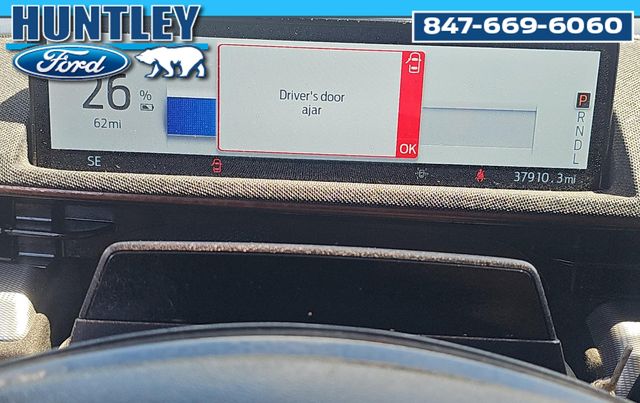 HUNTLEY
Ford
847-669-6060
26 %
62mi
Driver's door
ajar
OK
P
R
N
D
L
SE
37910.3mi